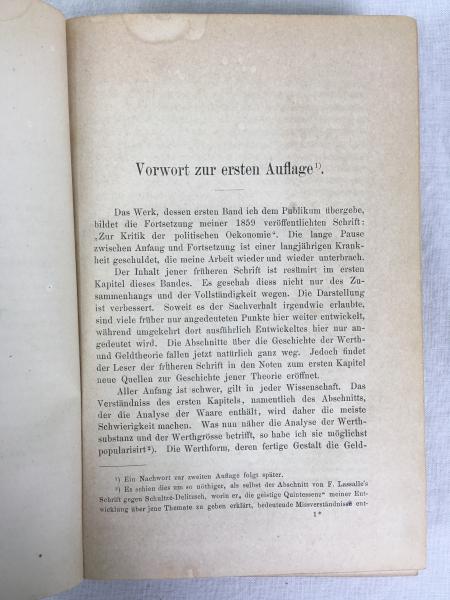 Vorwort zur ersten Auflage¹).
Das Werk, dessen ersten Band ich dem Publikum übergebe,
bildet die Fortsetzung meiner 1859 veröffentlichten Schrift:
„Zur Kritik der politischen Oekonomie“. Die lange Pause
zwischen Anfang und Fortsetzung ist einer langjährigen Krank-
heit geschuldet, die meine Arbeit wieder und wieder unterbrach.
Der Inhalt jener früheren Schrift ist resümirt im ersten
Kapitel dieses Bandes. Es geschah diess nicht nur des Zu-
sammenhangs und der Vollständigkeit wegen. Die Darstellung
ist verbessert. Soweit es der Sachverhalt irgendwie erlaubte,
sind viele früher nur angedeuteten Punkte hier weiter entwickelt,
während umgekehrt dort ausführlich Entwickeltes hier nur an-
gedeutet wird. Die Abschnitte über die Geschichte der Werth-
und Geldtheorie fallen jetzt natürlich ganz weg. Jedoch findet
der Leser der früheren Schrift in den Noten zum ersten Kapitel
neue Quellen zur Geschichte jener Theorie eröffnet.
Aller Anfang ist schwer, gilt in jeder Wissenschaft. Das
Verständniss des ersten Kapitels, namentlich des Abschnitts,
der die Analyse der Waare enthält, wird daher die meiste
Schwierigkeit machen. Was nun näher die Analyse der Werth-
substanz und der Werthgrösse betrifft, so habe ich sie möglichst
popularisirt²). Die Werthform, deren fertige Gestalt die Geld-
¹) Ein Nachwort zur zweiten Auflage folgt später.
²) Es schien dies um so nöthiger, als selbst der Abschnitt von F. Lassalle's
Schrift gegen Schultze-Delitzsch, worin er „die geistige Quintessenz“ meiner Ent-
wicklung über jene Themate zu geben erklärt, bedeutende Missverständnisse ent-
1*